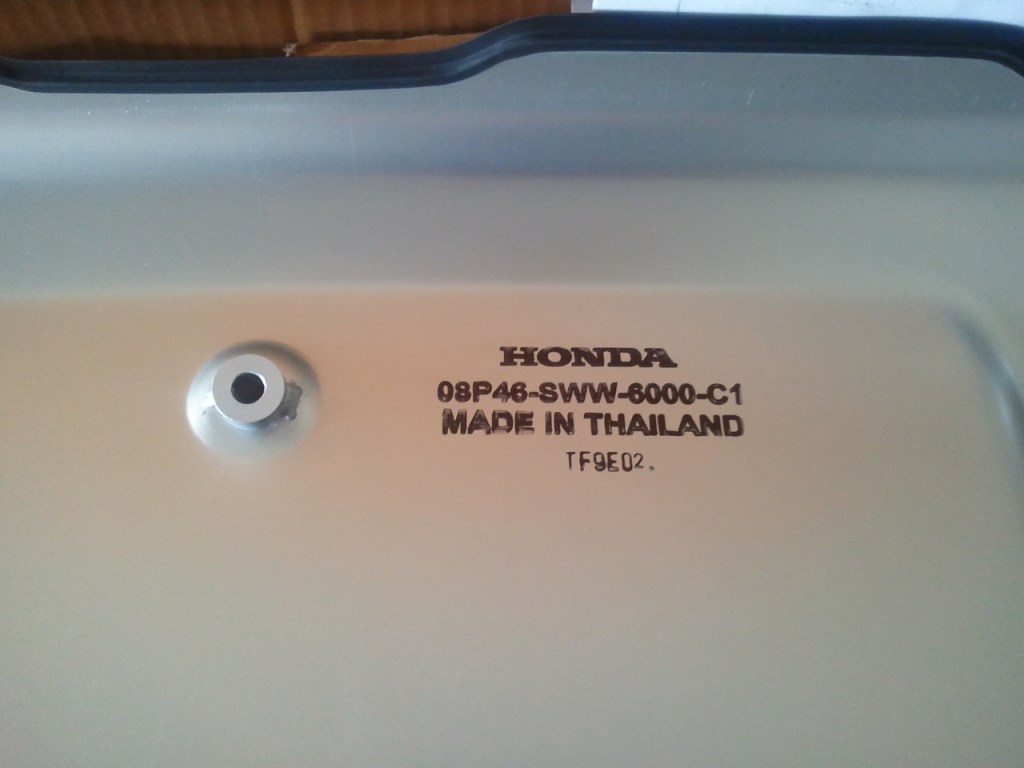 HONDA
08P46-SWW-6000-C1
MADE IN THAILAND
TF9E02.